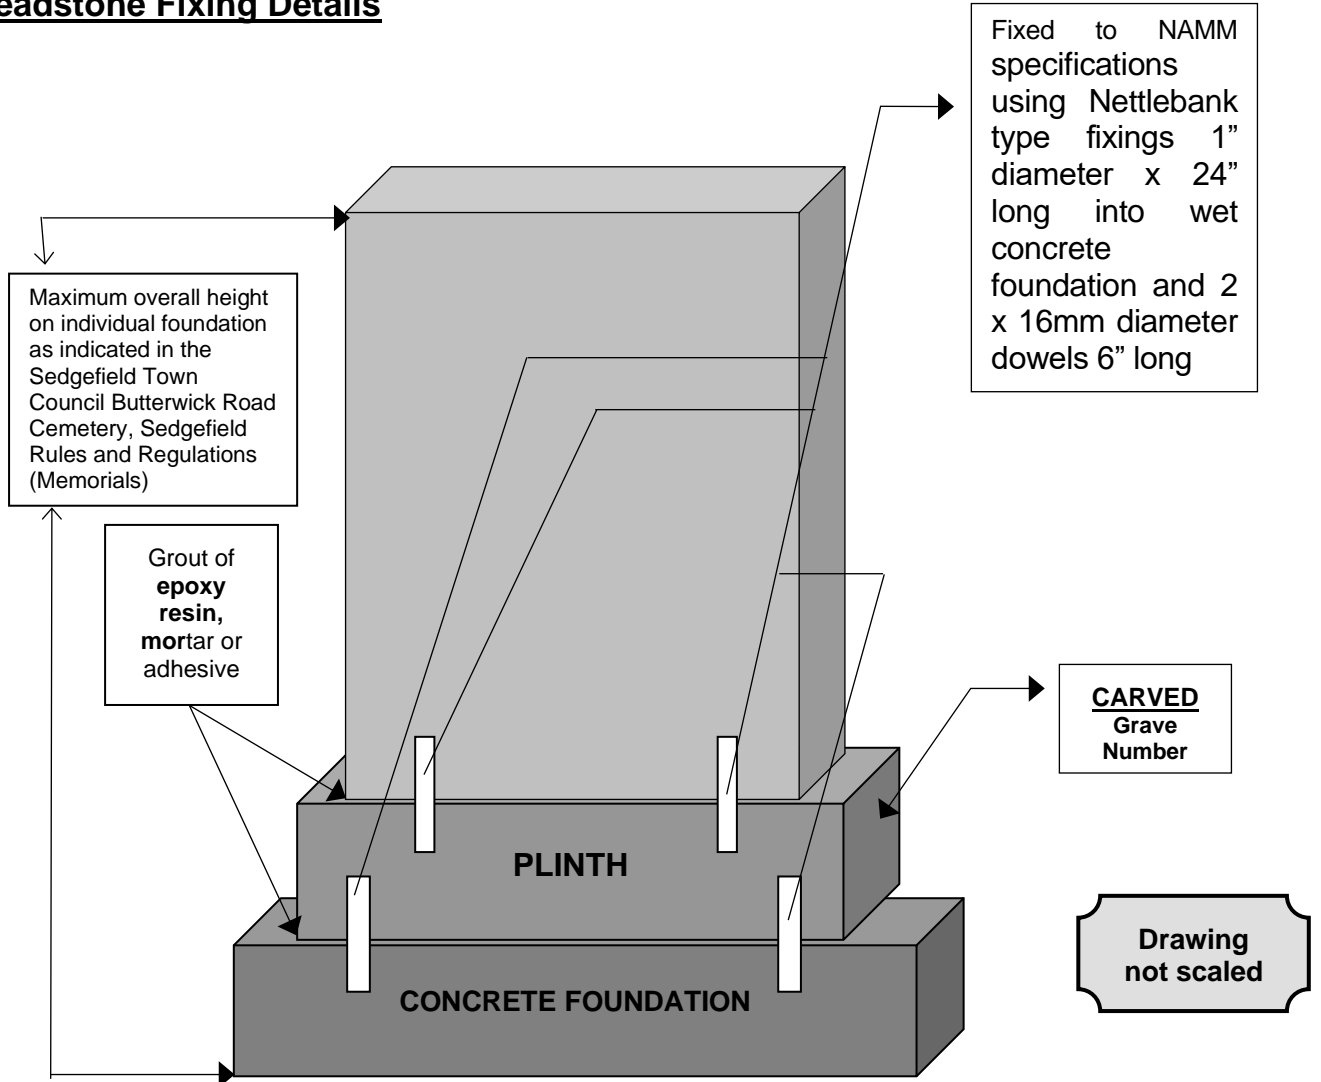 eadstone Fixing Details
Fixed to NAMM
specifications
using Nettlebank
type fixings 1”
diameter x 24”
long into wet
concrete
foundation and 2
x 16mm diameter
dowels 6” long
Maximum overall height
on individual foundation
as indicated in the
Sedgefield Town
Council Butterwick Road
Cemetery, Sedgefield
Rules and Regulations
(Memorials)
Grout of
epoxy
resin,
mortar or
adhesive
CARVED
Grave
Number
PLINTH
Drawing
not scaled
CONCRETE FOUNDATION